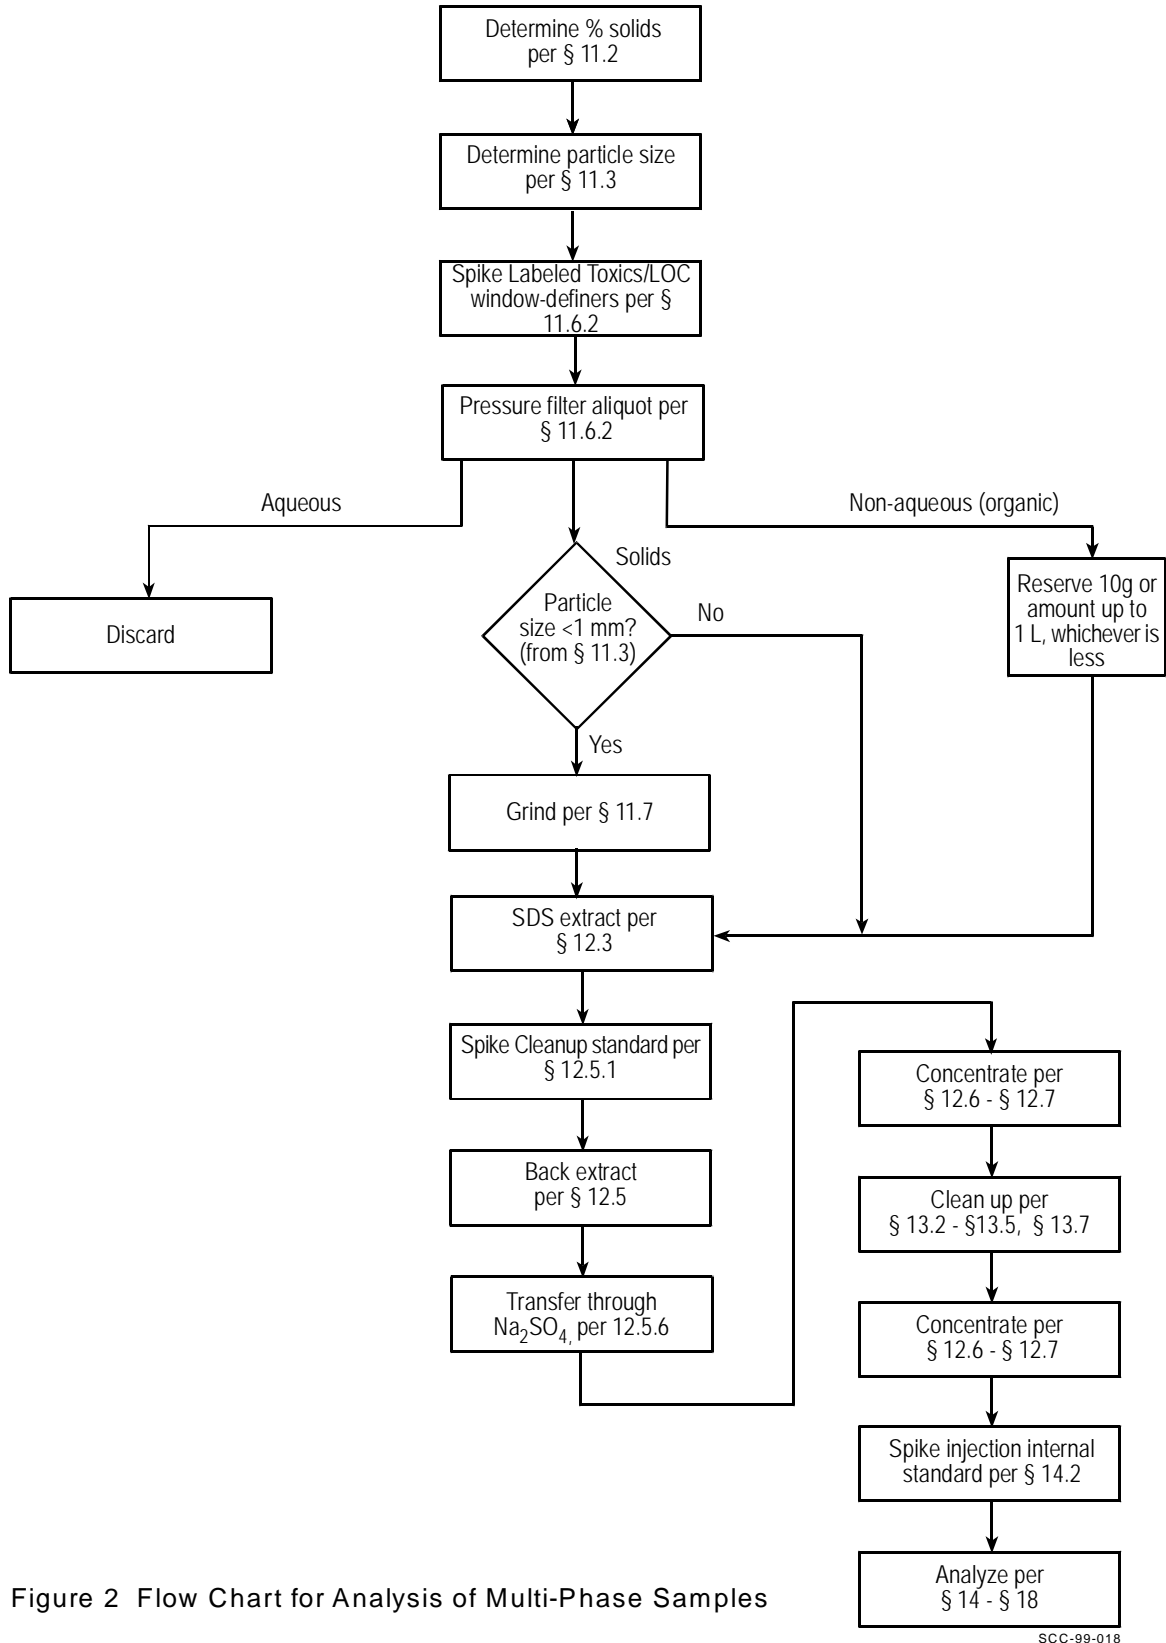 Determine % solids
per § 11.2
Determine particle size
per § 11.3
Spike Labeled Toxics/LOC
window-definers per §
11.6.2
Pressure filter aliquot per
§ 11.6.2
Aqueous
Non-aqueous (organic)
Solids
Discard
Particle
size <1 mm?
(from § 11.3)
No
Reserve 10g or
amount up to
1 L, whichever is
less
Yes
Grind per § 11.7
SDS extract per
§ 12.3
Spike Cleanup standard per
§ 12.5.1
Back extract
per § 12.5
Transfer through
Na2SO4, per 12.5.6
Concentrate per
§ 12.6 - § 12.7
Clean up per
§ 13.2 - §13.5, § 13.7
Concentrate per
§ 12.6 - § 12.7
Spike injection internal
standard per § 14.2
Analyze per
§ 14 - § 18
Figure 2 Flow Chart for Analysis of Multi-Phase Samples
SCC-99-018